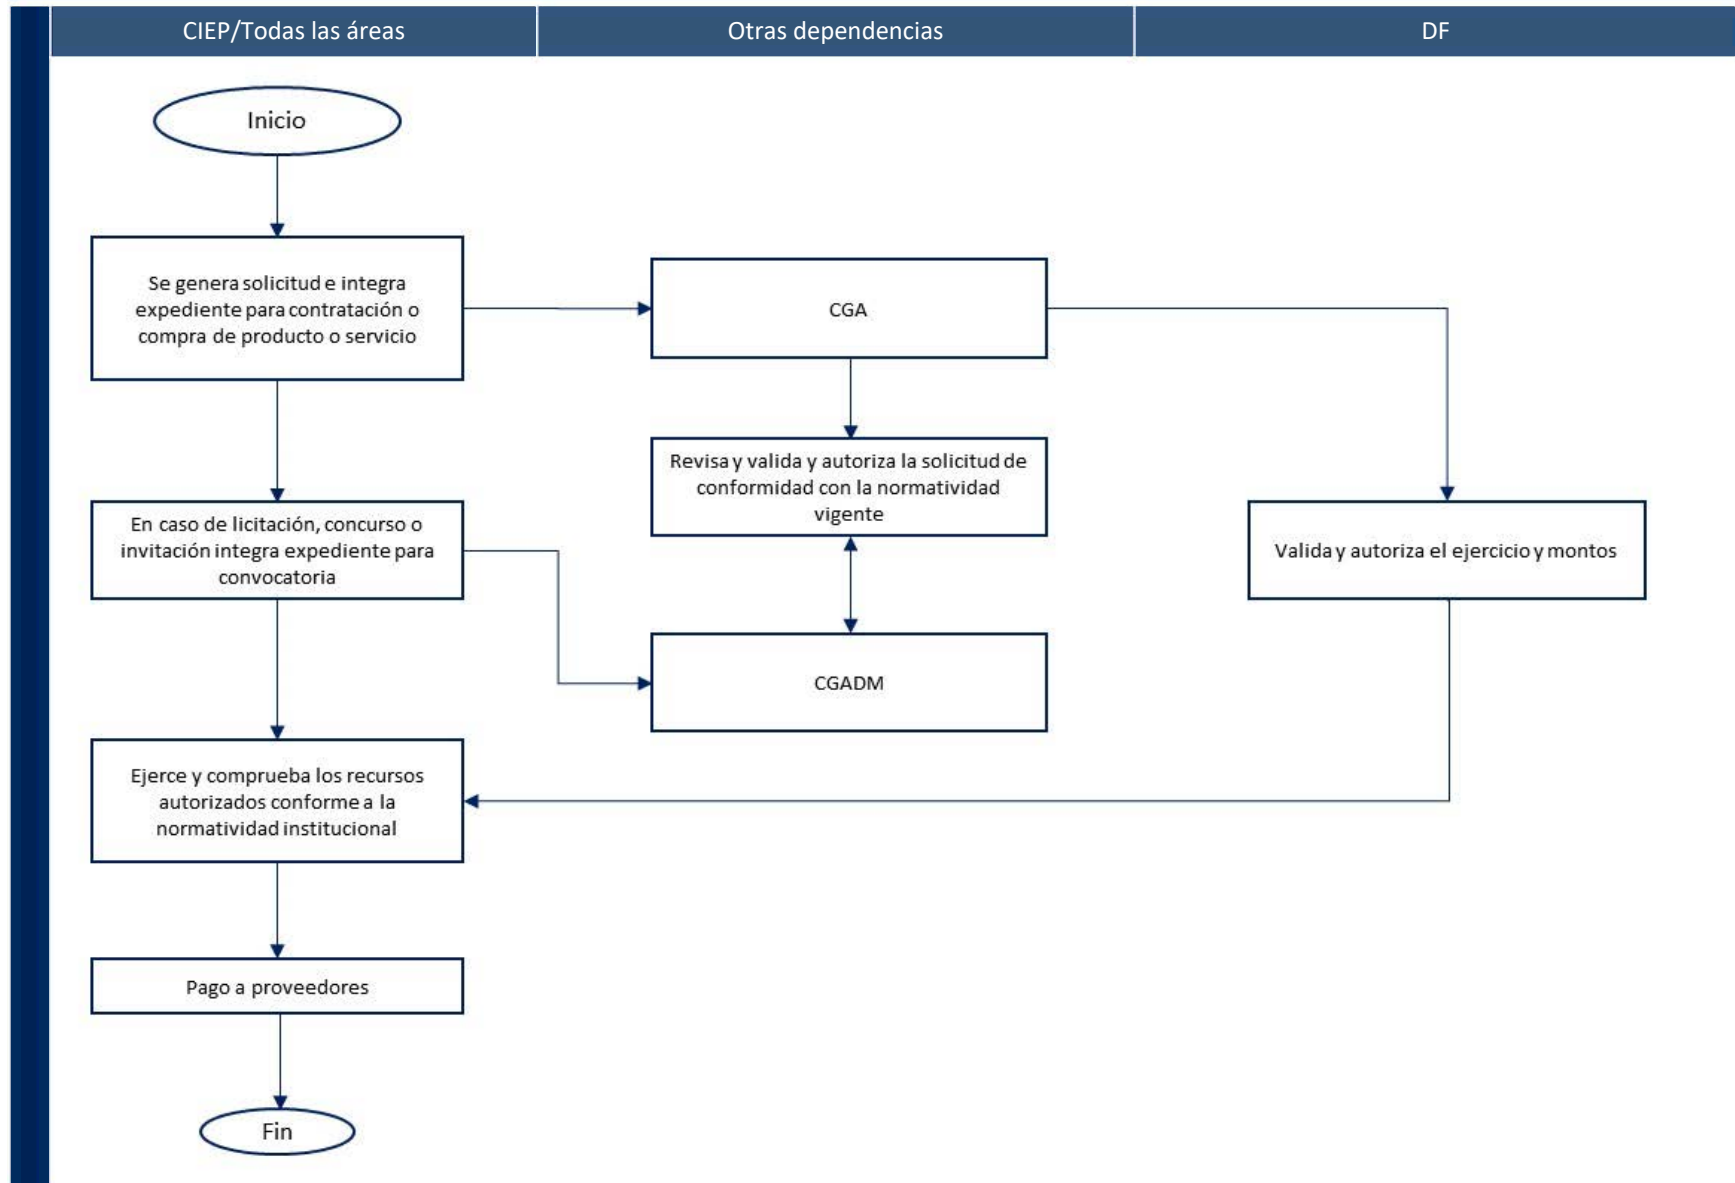 CIEP/Todas las áreas
Otras dependencias
DF
Inicio
Se genera solicitud e integra
expediente para contratación o
compra de producto o servicio
CGA
Revisa y valida y autoriza la solicitud de
conformidad con la normatividad
vigente
En caso de licitación, concurso o
invitación integra expediente para
convocatoria
Valida y autoriza el ejercicio y montos
CGADM
Ejerce y comprueba los recursos
autorizados conforme a la
normatividad institucional
Pago a proveedores
Fin